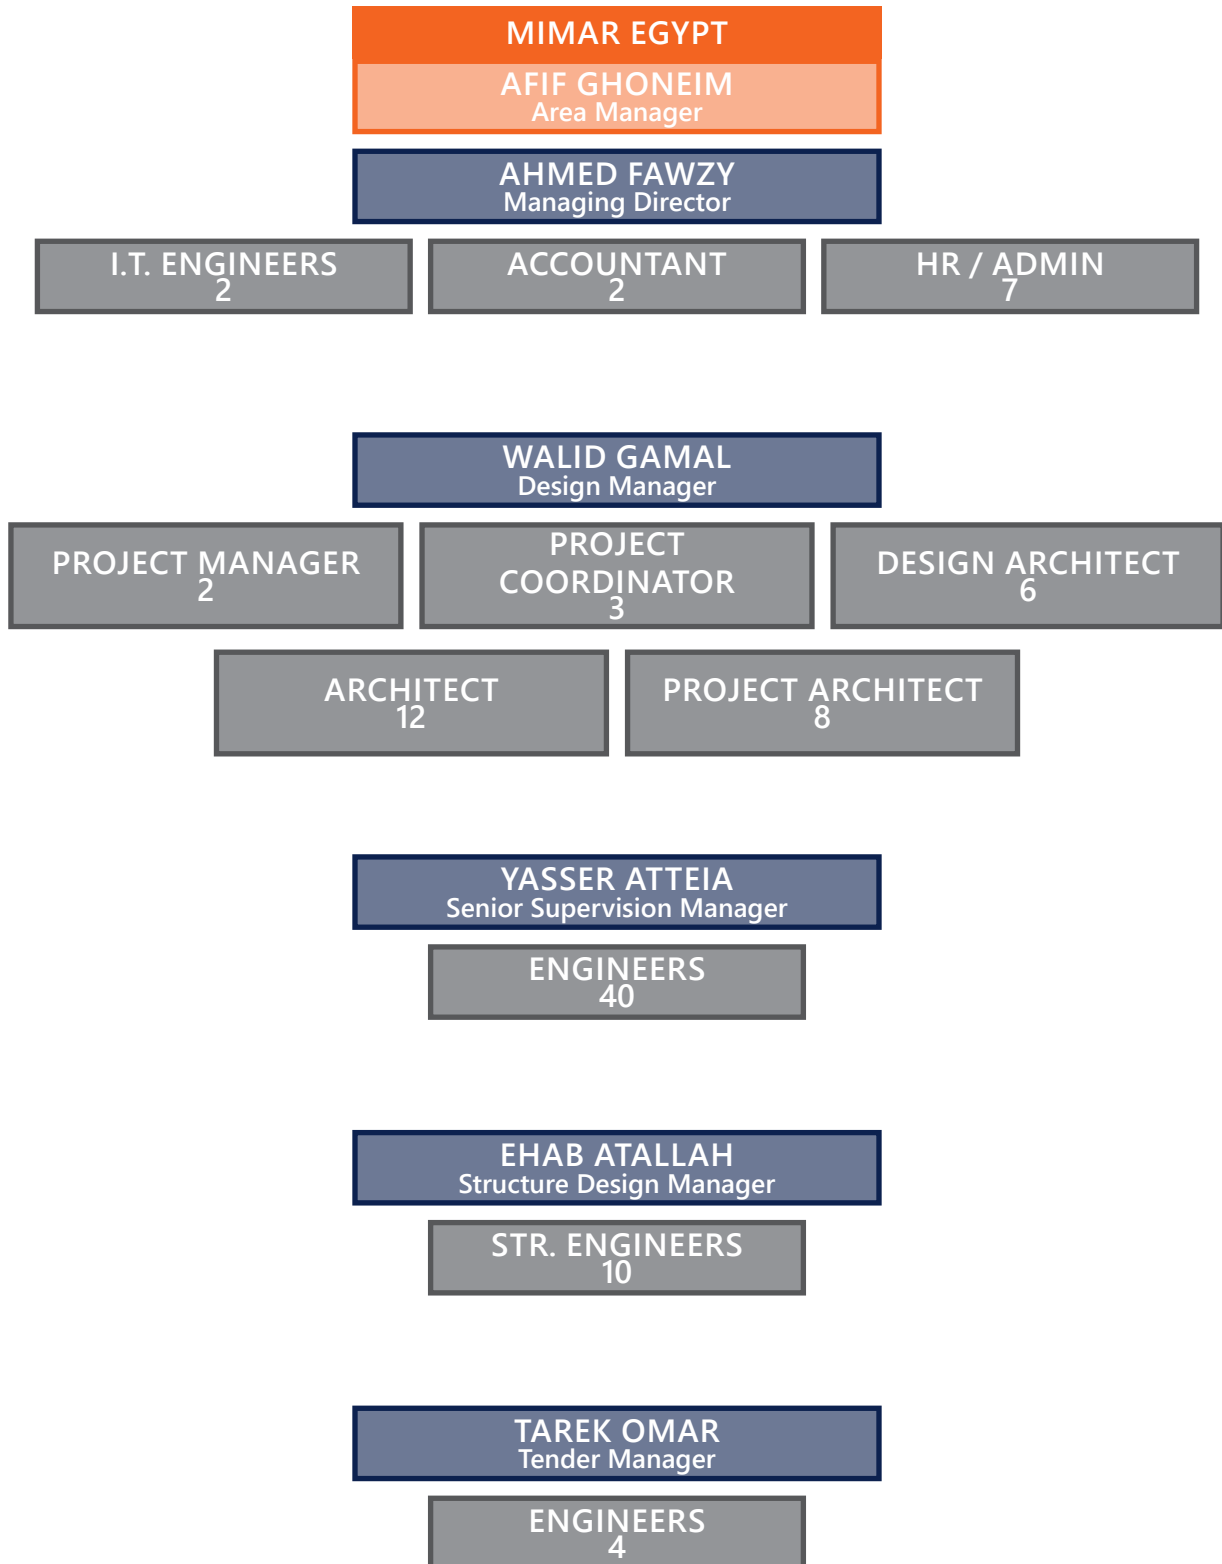 MIMAR EGYPT
AFIF GHONEIM
Area Manager
AHMED FAWZY
Managing Director
I.T. ENGINEERS
2
ACCOUNTANT
2
HR / ADMIN
7
WALID GAMAL
Design Manager
PROJECT MANAGER
2
PROJECT
COORDINATOR
3
DESIGN ARCHITECT
6
ARCHITECT
12
PROJECT ARCHITECT
8
YASSER ATTEIA
Senior Supervision Manager
ENGINEERS
40
EHAB ATALLAH
Structure Design Manager
STR. ENGINEERS
10
TAREK OMAR
Tender Manager
ENGINEERS
4